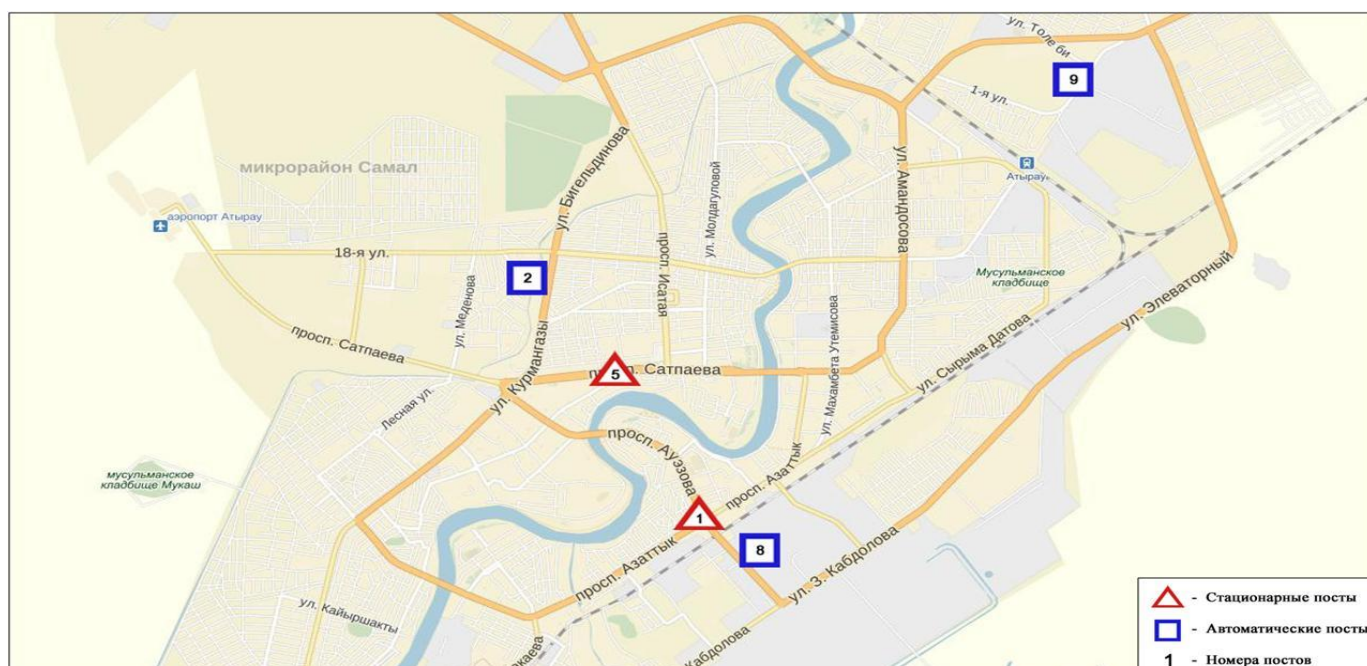 ул. Толе би
9
1-я ул.
ул. Бигельдинова
ул. Молдагуловой
ул. Амандосова
Атырау
микрорайон Самал
аэропорт Атырау
18-я ул.
2
просп. Исатая
Мусульманское
кладбище
ул. Элеваторный
ул. Меденова
просп. Сатпаева
ул. Курмангазы
5
Сатпаева
ул. Махамбета Утемисова
ул. Сырыма Датова
Лесная ул.
просп. Ауэзова
мусульманское
кладбище Мукаш
просп. Азаттык
1
8
просп. Азаттык
ул. З. Кабдолова
ул. Кайыршакты
Кабдолова
- Стационарные посты
- Автоматические посты
1 - Номера постов